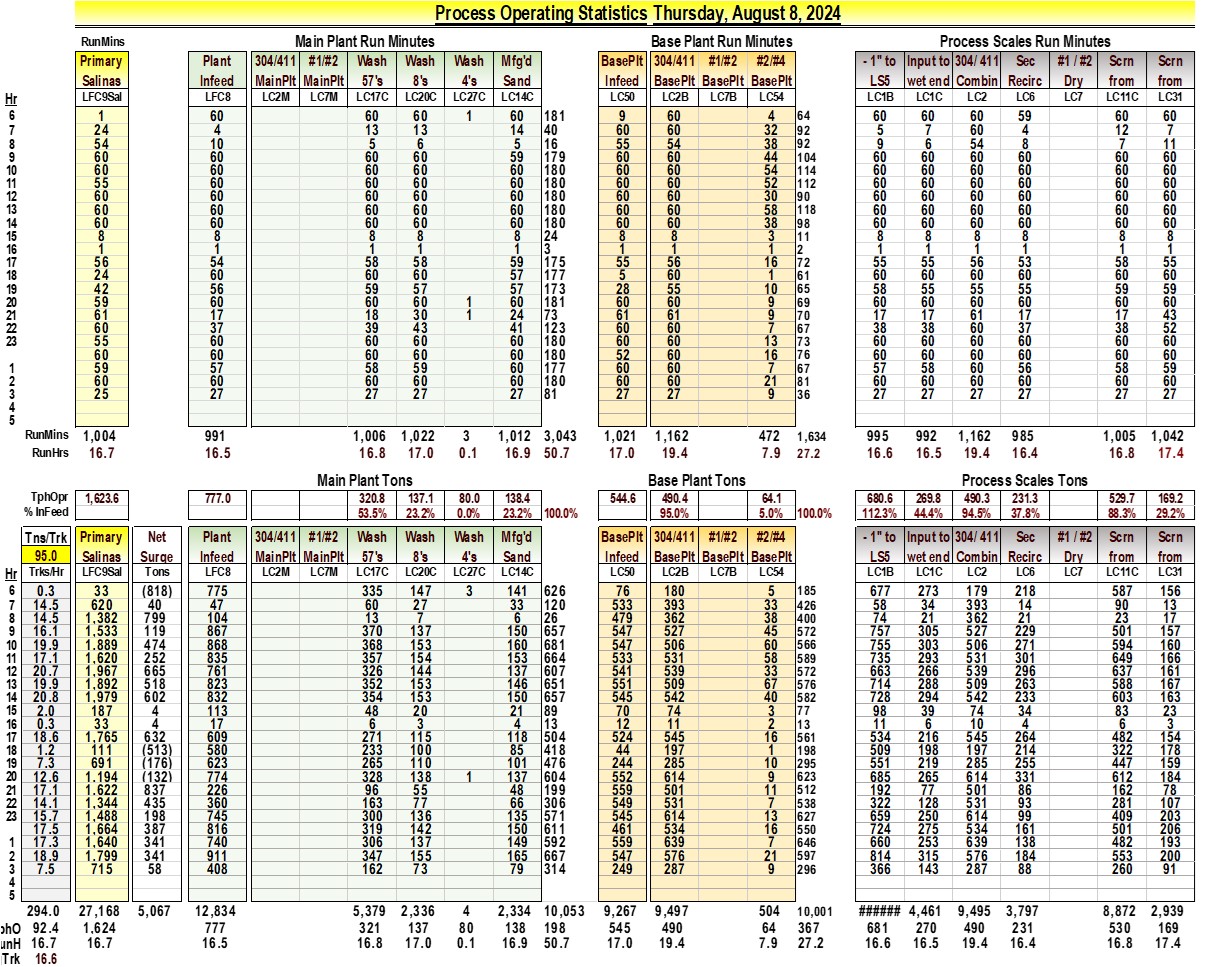 Process Operating Statistics Thursday, August 8, 2024
RunMins Main Plant Run Minutes Base Plant Run Minutes Process Scales Run Minutes
Primary Plant 304/411 #1/#2 Wash Wash Wash Mfg'd BasePlt 304/411 #1/#2 #2/#4 - 1" to Input to 304/ 411 Sec #1 / #2 Scrn Scrn
Salinas Infeed MainPlt MainPlt 57's 8's 4's Sand Infeed BasePlt BasePlt BasePlt LS5 wet end Combin Recirc Dry from from
Hr LFC9Sal LFC8 LC2M LC7M LC17C LC20C LC27C LC14C LC50 LC2B LC7B LC54 LC1B LC1C LC2 LC6 LC7 LC11C LC31
6 1 60 60 60 1 60 181 9 60 4 64 60 60 60 59 60 60
7 24 4 13 13 14 40 60 60 32 92 5 7 60 4 12 7
8 54 10 5 6 5 16 55 54 38 92 9 6 54 8 7 11
9 60 60 60 60 59 179 60 60 44 104 60 60 60 60 60 60
10 60 60 60 60 60 180 60 60 54 114 60 60 60 60 60 60
11 55 60 60 60 60 180 60 60 52 112 60 60 60 60 60 60
12 60 60 60 60 60 180 60 60 30 90 60 60 60 60 60 60
13 60 60 60 60 60 180 60 60 58 118 60 60 60 60 60 60
14 60 60 60 60 60 180 60 60 38 98 60 60 60 60 60 60
15 8 8 8 8 8 24 8 8 3 11 8 8 8 8 8 8
16 1 1 1 1 1 3 1 1 1 2 1 1 1 1 1 1
17 56 54 58 58 59 175 55 56 16 72 55 55 56 53 58 55
18 24 60 60 60 57 177 5 60 1 61 60 60 60 60 60 60
19 42 56 59 57 57 173 28 55 10 65 58 55 55 55 59 59
20 59 60 60 60 1 60 181 60 60 9 69 60 60 60 60 60 60
21 61 17 18 30 1 24 73 61 61 9 70 17 17 61 17 17 43
22 60 37 39 43 41 123 60 60 7 67 38 38 60 37 38 52
23 55 60 60 60 60 180 60 60 13 73 60 60 60 60 60 60
60 60 60 60 60 180 52 60 16 76 60 60 60 60 60 60
1 59 57 58 59 60 177 60 60 7 67 57 58 60 56 58 59
2 60 60 60 60 60 180 60 60 21 81 60 60 60 60 60 60
3 25 27 27 27 27 81 27 27 9 36 27 27 27 27 27 27
4
5
RunMins 1,004 991 1,006 1,022 3 1,012 3,043 1,021 1,162 472 1,634 995 992 1,162 985 1,005 1,042
RunHrs 16.7 16.5 16.8 17.0 0.1 16.9 50.7 17.0 19.4 7.9 27.2 16.6 16.5 19.4 16.4 16.8 17.4
Main Plant Tons Base Plant Tons Process Scales Tons
TphOpr 1,623.6 777.0 320.8 137.1 80.0 138.4 544.6 490.4 64.1 680.6 269.8 490.3 231.3 529.7 169.2
% InFeed 53.5% 23.2% 0.0% 23.2% 100.0% 95.0% 5.0% 100.0% 112.3% 44.4% 94.5% 37.8% 88.3% 29.2%
Tns/Trk Primary Net Plant 304/411 #1/#2 Wash Wash Wash Mfg'd BasePlt 304/411 #1/#2 #2/#4 - 1" to Input to 304/ 411 Sec #1 / #2 Scrn Scrn
95.0 Salinas Surge Infeed MainPlt MainPlt 57's 8's 4's Sand Infeed BasePlt BasePlt BasePlt LS5 wet end Combin Recirc Dry from from
Hr Trks/Hr LFC9Sal Tons LFC8 LC2M LC7M LC17C LC20C LC27C LC14C LC50 LC2B LC7B LC54 LC1B LC1C LC2 LC6 LC7 LC11C LC31
6 0.3 33 (818) 775 335 147 3 141 626 76 180 5 185 677 273 179 218 587 156
7 14.5 620 40 47 60 27 33 120 533 393 33 426 58 34 393 14 90 13
8 14.5 1,382 799 104 13 7 6 26 479 362 38 400 74 21 362 21 23 17
9 16.1 1,533 119 867 370 137 150 657 547 527 45 572 757 305 527 229 501 157
10 19.9 1,889 474 868 368 153 160 681 547 506 60 566 755 303 506 271 594 160
11 17.1 1,620 252 835 357 154 153 664 533 531 58 589 735 293 531 301 649 166
12 20.7 1,967 665 761 326 144 137 607 541 539 33 572 663 266 539 296 637 161
13 19.9 1,892 518 823 352 153 146 651 551 509 67 576 714 288 509 263 588 167
14 20.8 1,979 602 832 354 153 150 657 545 542 40 582 728 294 542 233 603 163
15 2.0 187 4 113 48 20 21 89 70 74 3 77 98 39 74 34 83 23
16 0.3 33 4 17 6 3 4 13 12 11 2 13 11 6 10 4 6 3
17 18.6 1,765 632 609 271 115 118 504 524 545 16 561 534 216 545 264 482 154
18 1.2 111 (513) 580 233 100 85 418 44 197 1 198 509 198 197 214 322 178
19 7.3 691 (176) 623 265 110 101 476 244 285 10 295 551 219 285 255 447 159
20 12.6 1,194 (132) 774 328 138 1 137 604 552 614 9 623 685 265 614 331 612 184
21 17.1 1,622 837 226 96 55 48 199 559 501 11 512 192 77 501 86 162 78
22 14.1 1,344 435 360 163 77 66 306 549 531 7 538 322 128 531 93 281 107
23 15.7 1,488 198 745 300 136 135 571 545 614 13 627 659 250 614 99 409 203
17.5 1,664 387 816 319 142 150 611 461 534 16 550 724 275 534 161 501 206
1 17.3 1,640 341 740 306 137 149 592 559 639 7 646 660 253 639 138 482 193
2 18.9 1,799 341 911 347 155 165 667 547 576 21 597 814 315 576 184 553 200
3 7.5 715 58 408 162 73 79 314 249 287 9 296 366 143 287 88 260 91
4
5
294.0 27,168 5,067 12,834 5,379 2,336 4 2,334 10,053 9,267 9,497 504 10,001 ###### 4,461 9,495 3,797 8,872 2,939
phO 92.4 1,624 777 321 137 80 138 198 545 490 64 367 681 270 490 231 530 169
unH 16.7 16.7 16.5 16.8 17.0 0.1 16.9 50.7 17.0 19.4 7.9 27.2 16.6 16.5 19.4 16.4 16.8 17.4
Trk 16.6